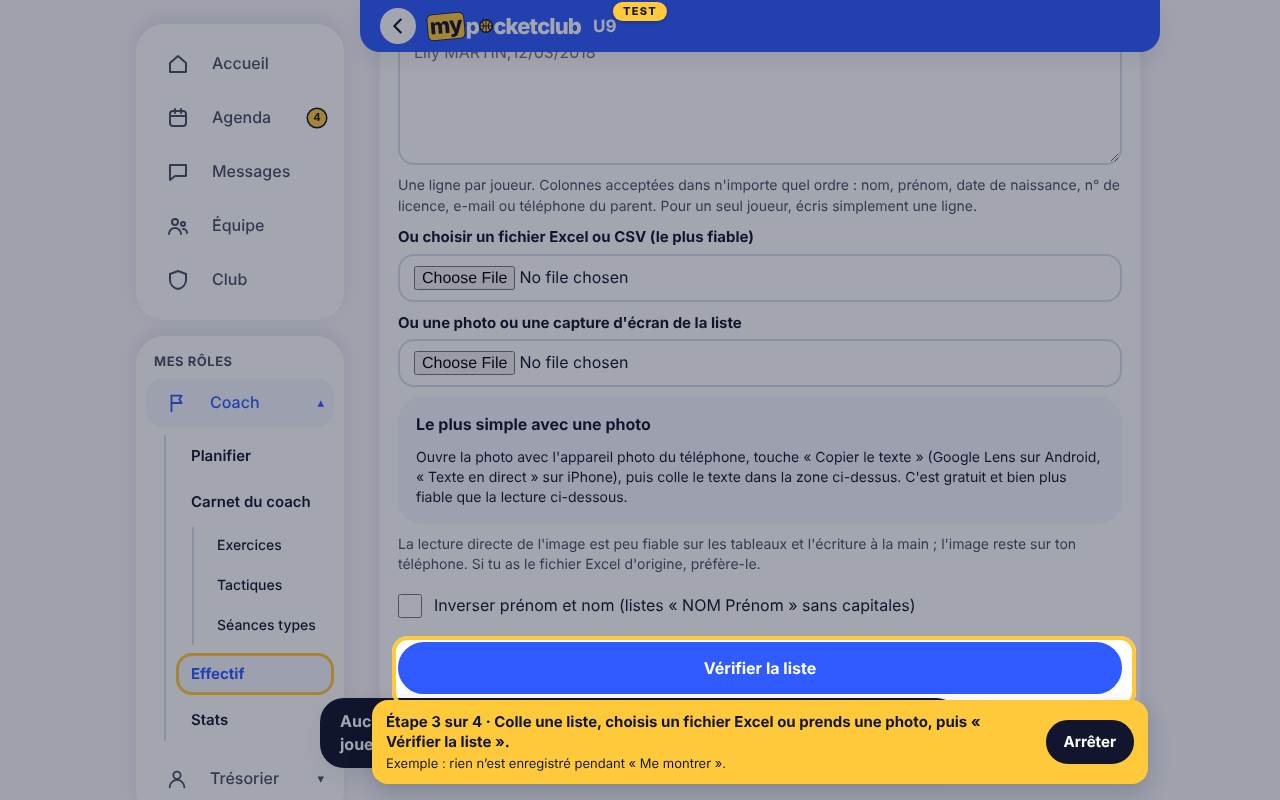 TEST
mypocketclub U9
Accueil
Agenda 4
Messages
Équipe
Club
MES RÔLES
Coach
Planifier
Carnet du coach
Exercices
Tactiques
Séances types
Effectif
Stats
Trésorier
Lily MARTIN,12/03/2018
Une ligne par joueur. Colonnes acceptées dans n'importe quel ordre : nom, prénom, date de naissance, n° de
licence, e-mail ou téléphone du parent. Pour un seul joueur, écris simplement une ligne.
Ou choisir un fichier Excel ou CSV (le plus fiable)
Choose File No file chosen
Ou une photo ou une capture d'écran de la liste
Choose File No file chosen
Le plus simple avec une photo
Ouvre la photo avec l'appareil photo du téléphone, touche « Copier le texte » (Google Lens sur Android,
« Texte en direct » sur iPhone), puis colle le texte dans la zone ci-dessus. C'est gratuit et bien plus
fiable que la lecture ci-dessous.
La lecture directe de l'image est peu fiable sur les tableaux et l'écriture à la main ; l'image reste sur ton
téléphone. Si tu as le fichier Excel d'origine, préfère-le.
Inverser prénom et nom (listes « NOM Prénom » sans capitales)
Vérifier la liste
Étape 3 sur 4 · Colle une liste, choisis un fichier Excel ou prends une photo, puis «
Vérifier la liste ».
Exemple : rien n’est enregistré pendant « Me montrer ».
Arrêter